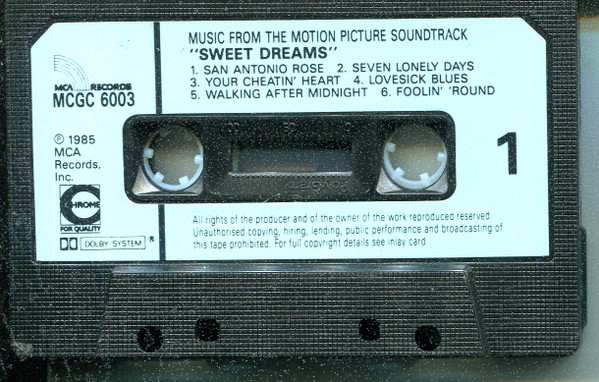 MUSIC FROM THE MOTION PICTURE SOUNDTRACK
"SWEET DREAMS"
1. SAN ANTONIO ROSE 2. SEVEN LONELY DAYS
3. YOUR CHEATIN' HEART 4. LOVESICK BLUES
5. WALKING AFTER MIDNIGHT 6. FOOLIN' 'ROUND
MCA RECORDS
MCGC 6003
℗ 1985
MCA
Records,
Inc.
CHROME
FOR QUALITY
DOLBY SYSTEM
1
100 50 0
All rights of the producer and of the owner of the work reproduced reserved.
Unauthorised copying, hiring, lending, public performance and broadcasting of
this tape prohibited. For full copyright details see inlay card